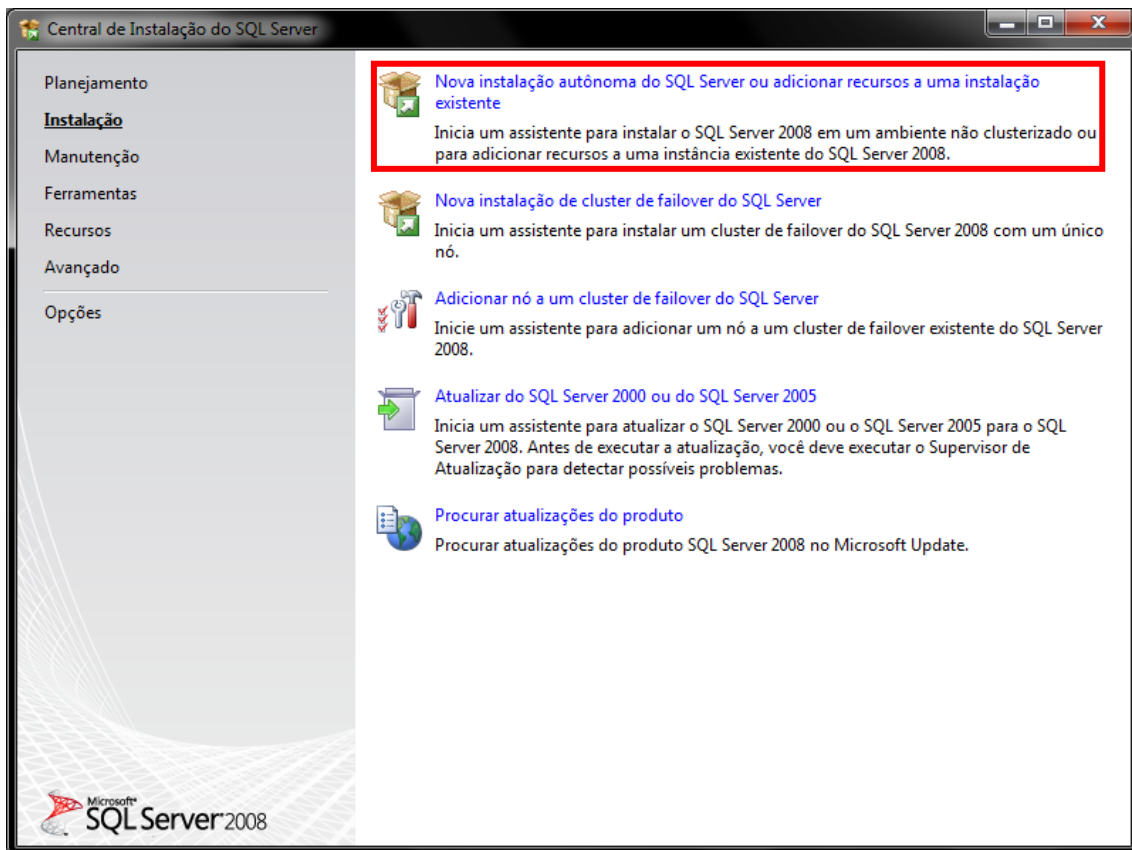 Central de Instalação do SQL Server
Planejamento
Instalação
Manutenção
Ferramentas
Recursos
Avançado
Opções
Nova instalação autônoma do SQL Server ou adicionar recursos a uma instalação
existente
Inicia um assistente para instalar o SQL Server 2008 em um ambiente não clusterizado ou
para adicionar recursos a uma instância existente do SQL Server 2008.
Nova instalação de cluster de failover do SQL Server
Inicia um assistente para instalar um cluster de failover do SQL Server 2008 com um único
nó.
Adicionar nó a um cluster de failover do SQL Server
Inicie um assistente para adicionar um nó a um cluster de failover existente do SQL Server
2008.
Atualizar do SQL Server 2000 ou do SQL Server 2005
Inicia um assistente para atualizar o SQL Server 2000 ou o SQL Server 2005 para o SQL
Server 2008. Antes de executar a atualização, você deve executar o Supervisor de
Atualização para detectar possíveis problemas.
Procurar atualizações do produto
Procurar atualizações do produto SQL Server 2008 no Microsoft Update.
Microsoft®
SQL Server 2008